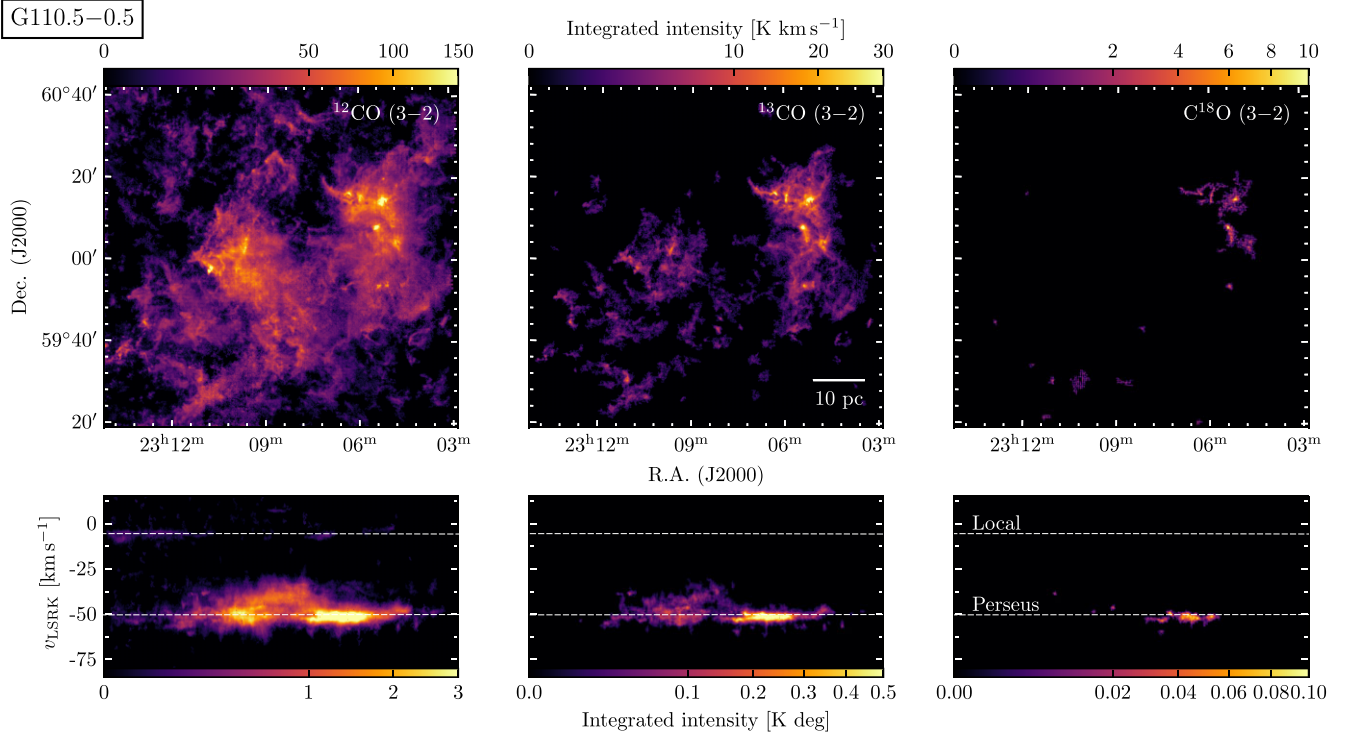 G110.5−0.5
Integrated intensity [K km s⁻¹]
0 50 100 150
0 10 20 30
0 2 4 6 8 10
¹²CO (3−2)
¹³CO (3−2)
C¹⁸O (3−2)
Dec. (J2000)
60°40′
20′
00′
59°40′
20′
10 pc
23ʰ12ᵐ 09ᵐ 06ᵐ 03ᵐ
23ʰ12ᵐ 09ᵐ 06ᵐ 03ᵐ
23ʰ12ᵐ 09ᵐ 06ᵐ 03ᵐ
R.A. (J2000)
v_LSRK [km s⁻¹]
0
-25
-50
-75
Local
Perseus
0 1 2 3
0.0 0.1 0.2 0.3 0.4 0.5
0.00 0.02 0.04 0.06 0.08 0.10
Integrated intensity [K deg]